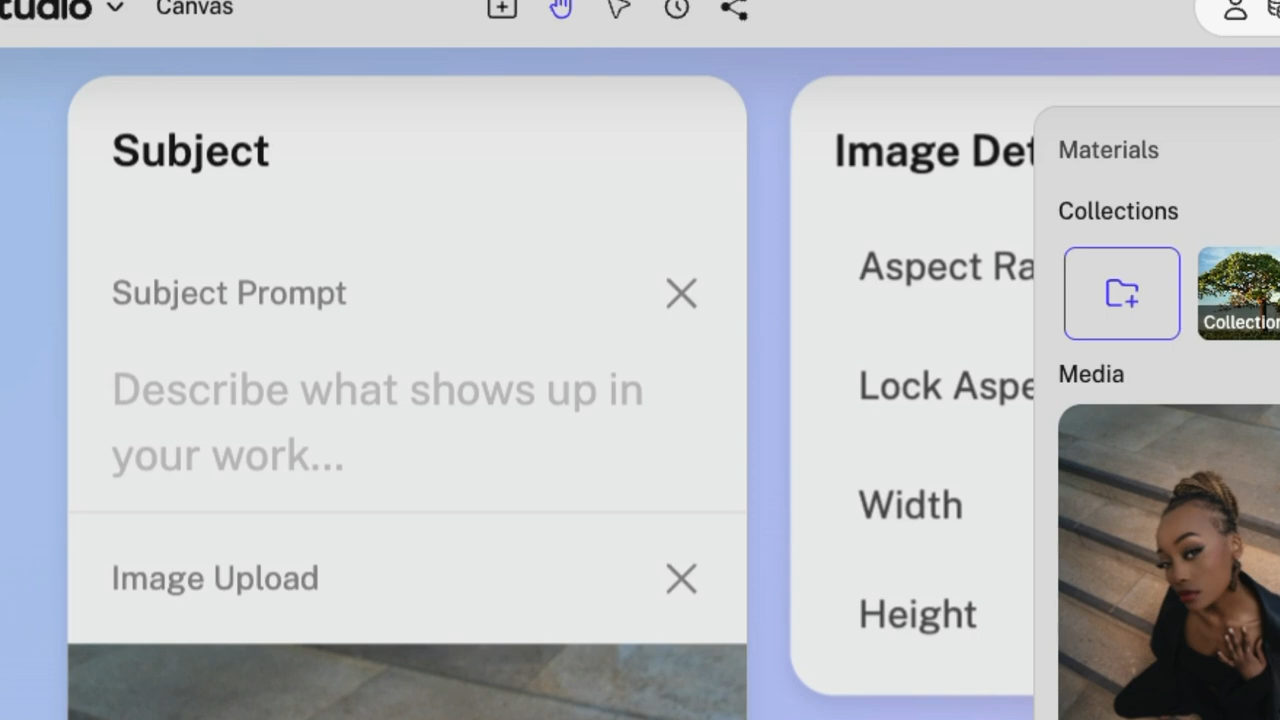 tudio
Canvas
Subject
Subject Prompt
Describe what shows up in
your work...
Image Upload
Image Det
Aspect Ra
Lock Aspe
Width
Height
Materials
Collections
Collection
Media